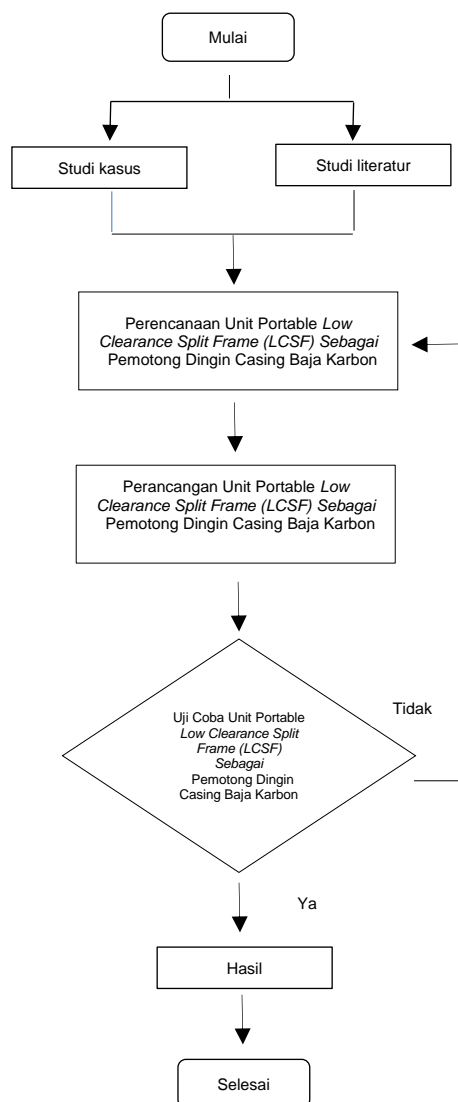 Mulai
Studi kasus
Studi literatur
Perencanaan Unit Portable Low
Clearance Split Frame (LCSF) Sebagai
Pemotong Dingin Casing Baja Karbon
Perancangan Unit Portable Low
Clearance Split Frame (LCSF) Sebagai
Pemotong Dingin Casing Baja Karbon
Uji Coba Unit Portable
Low Clearance Split
Frame (LCSF)
Sebagai
Pemotong Dingin
Casing Baja Karbon
Tidak
Ya
Hasil
Selesai